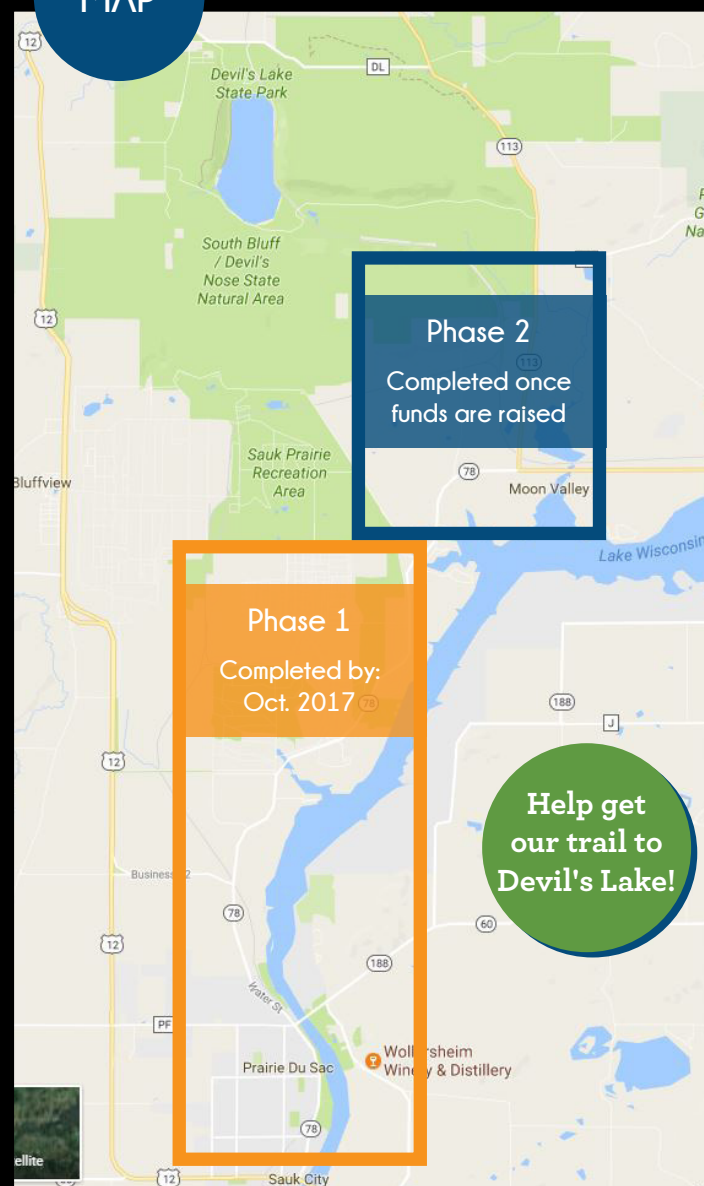 MAP
12
Devil's Lake
State Park
DL
113
South Bluff
/ Devil's
Nose State
Natural Area
12
Phase 2
113
Completed once
funds are raised
Sauk Prairie
Recreation
Area
78
Bluffview
Moon Valley
Lake Wisconsin
Phase 1
Completed by:
Oct. 2017
78
188
J
12
Help get
our trail to
Devil's Lake!
Business
78
60
12
188
Water St
PF
Wollersheim
Winery & Distillery
Prairie Du Sac
78
12
Sauk City